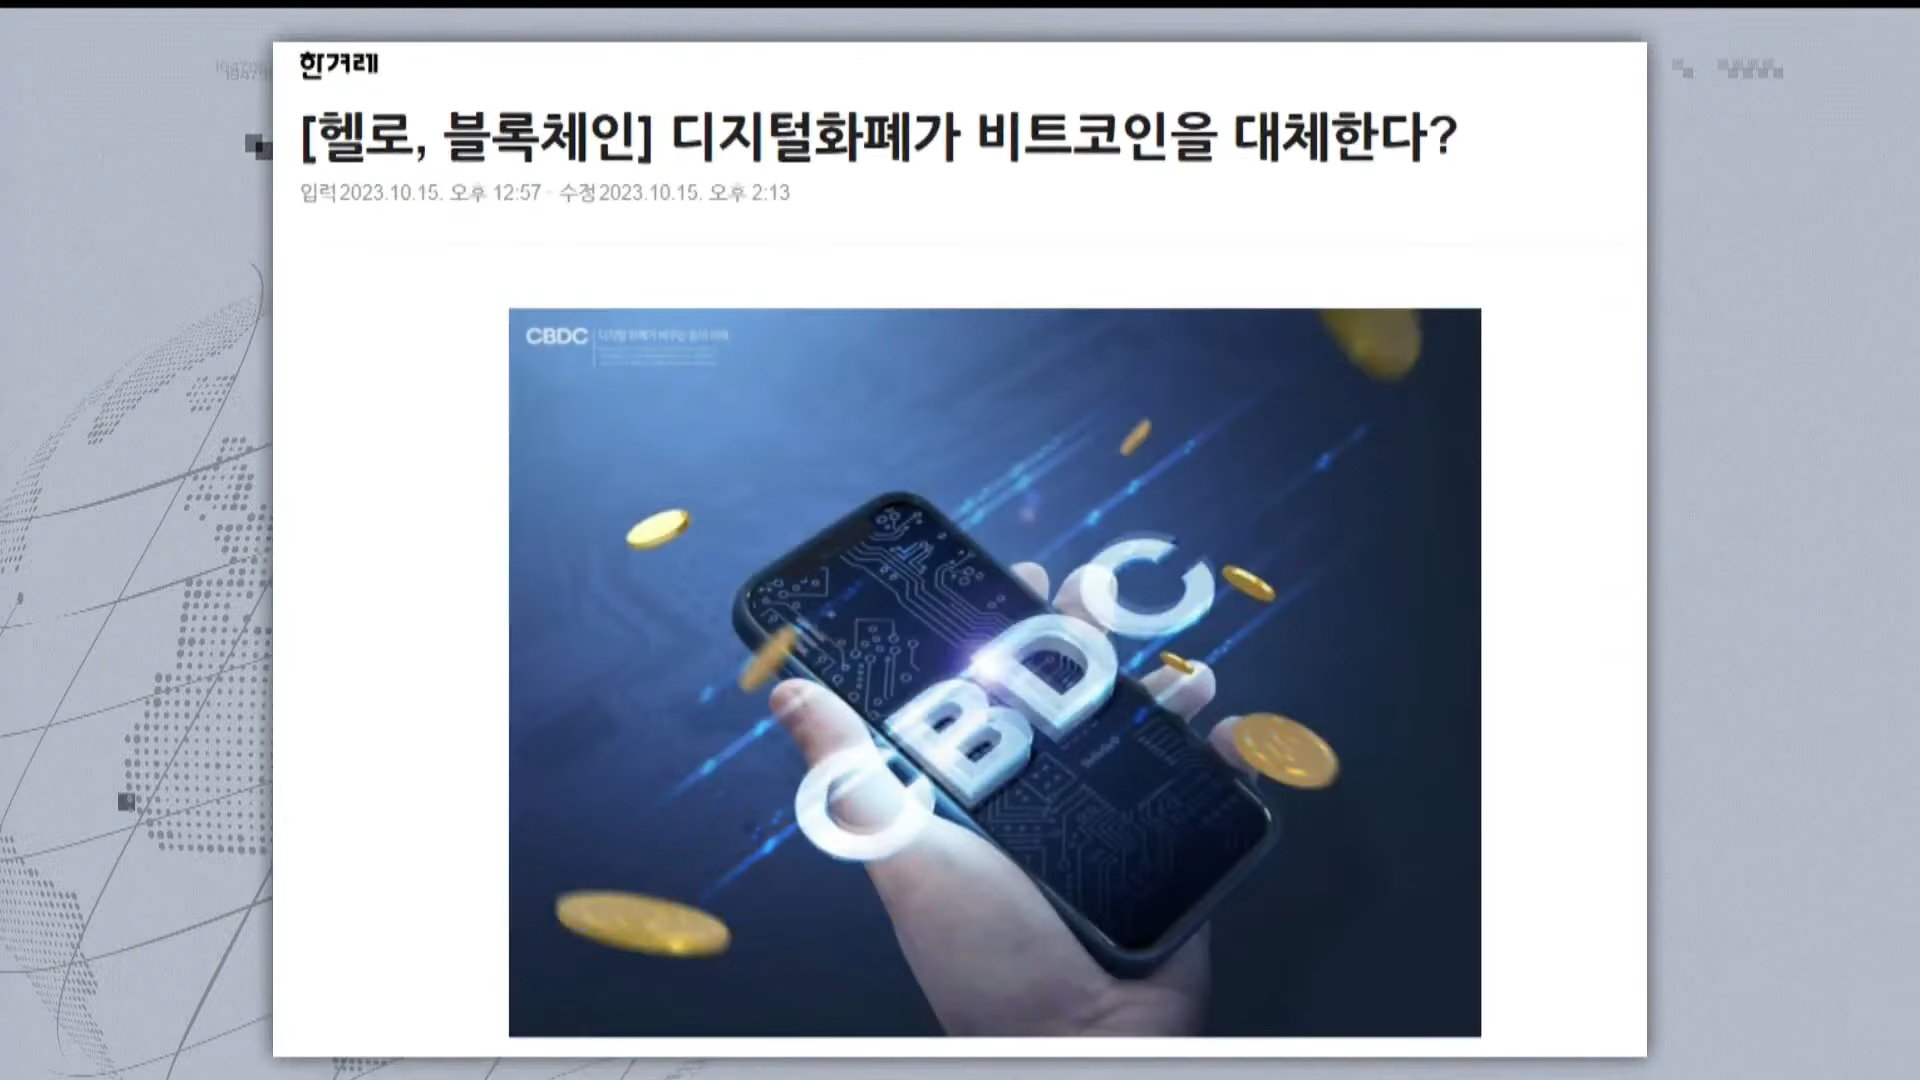 한겨레
[헬로, 블록체인] 디지털화폐가 비트코인을 대체한다?
입력 2023.10.15. 오후 12:57 · 수정 2023.10.15. 오후 2:13
CBDC
CBDC